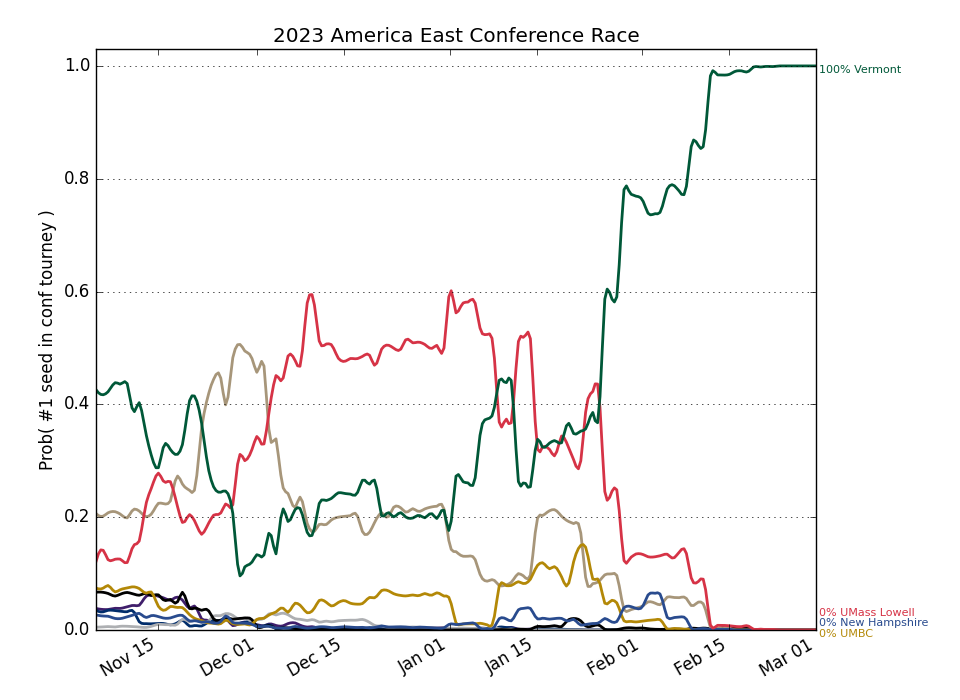 2023 America East Conference Race
Prob( #1 seed in conf tourney )
1.0
0.8
0.6
0.4
0.2
0.0
Nov 15
Dec 01
Dec 15
Jan 01
Jan 15
Feb 01
Feb 15
Mar 01
100% Vermont
0% UMass Lowell
0% New Hampshire
0% UMBC